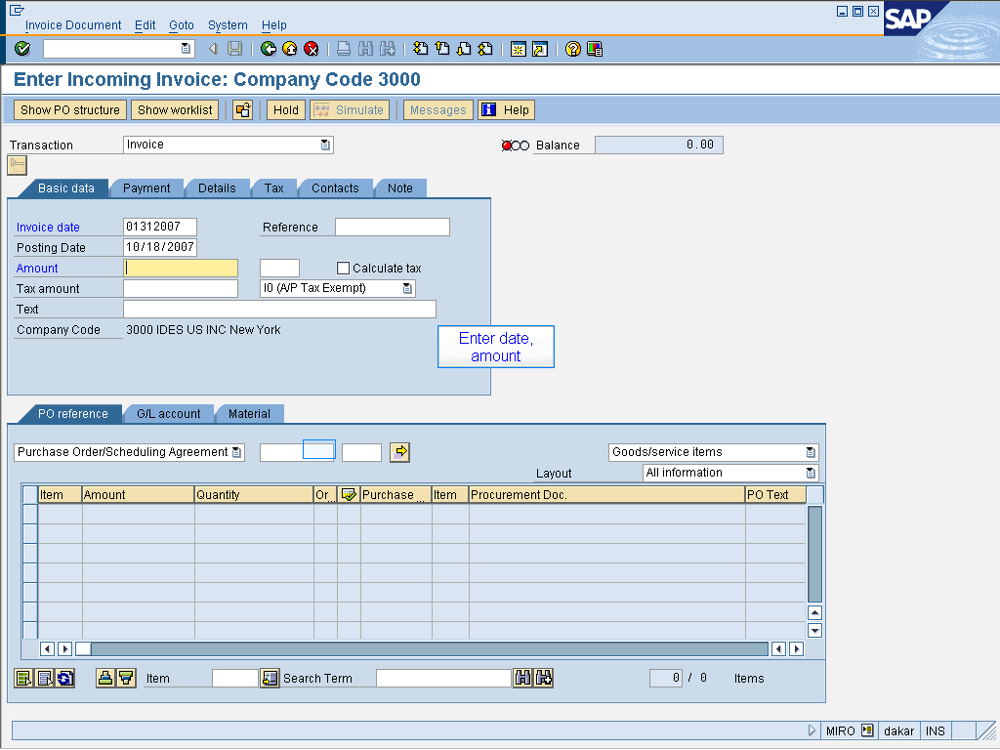 Invoice Document Edit Goto System Help
SAP
Enter Incoming Invoice: Company Code 3000
Show PO structure Show worklist Hold Simulate Messages Help
Transaction Invoice Balance 0.00
Basic data Payment Details Tax Contacts Note
Invoice date 01312007 Reference
Posting Date 10/18/2007
Amount Calculate tax
Tax amount I0 (A/P Tax Exempt)
Text
Company Code 3000 IDES US INC New York
Enter date,
amount
PO reference G/L account Material
Purchase Order/Scheduling Agreement Goods/service items
Layout All information
Item Amount Quantity Or... Purchase ... Item Procurement Doc. PO Text
Item Search Term 0 / 0 Items
MIRO dakar INS